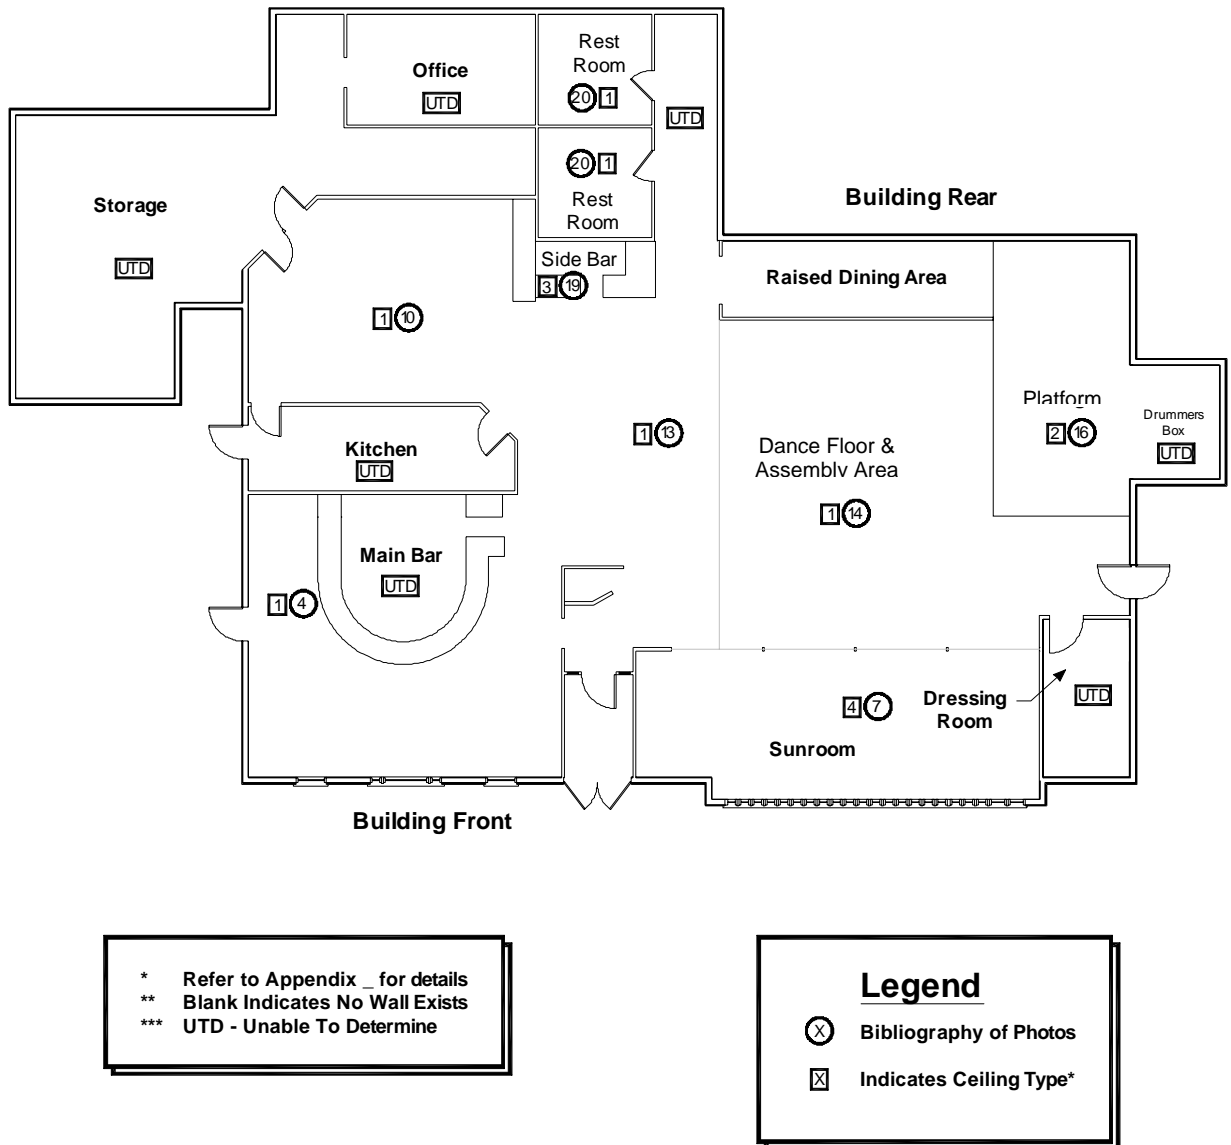 Rest
Room
20 1
Office
UTD
UTD
20 1
Rest
Room
Storage
UTD
Building Rear
Side Bar
3 19
Raised Dining Area
1 10
Platform
2 16
Drummers
Box
UTD
1 13
Dance Floor &
Assembly Area
1 14
Kitchen
UTD
Main Bar
UTD
1 4
Dressing
Room
UTD
4 7
Sunroom
Building Front
* Refer to Appendix _ for details
** Blank Indicates No Wall Exists
*** UTD - Unable To Determine
Legend
X Bibliography of Photos
X Indicates Ceiling Type*